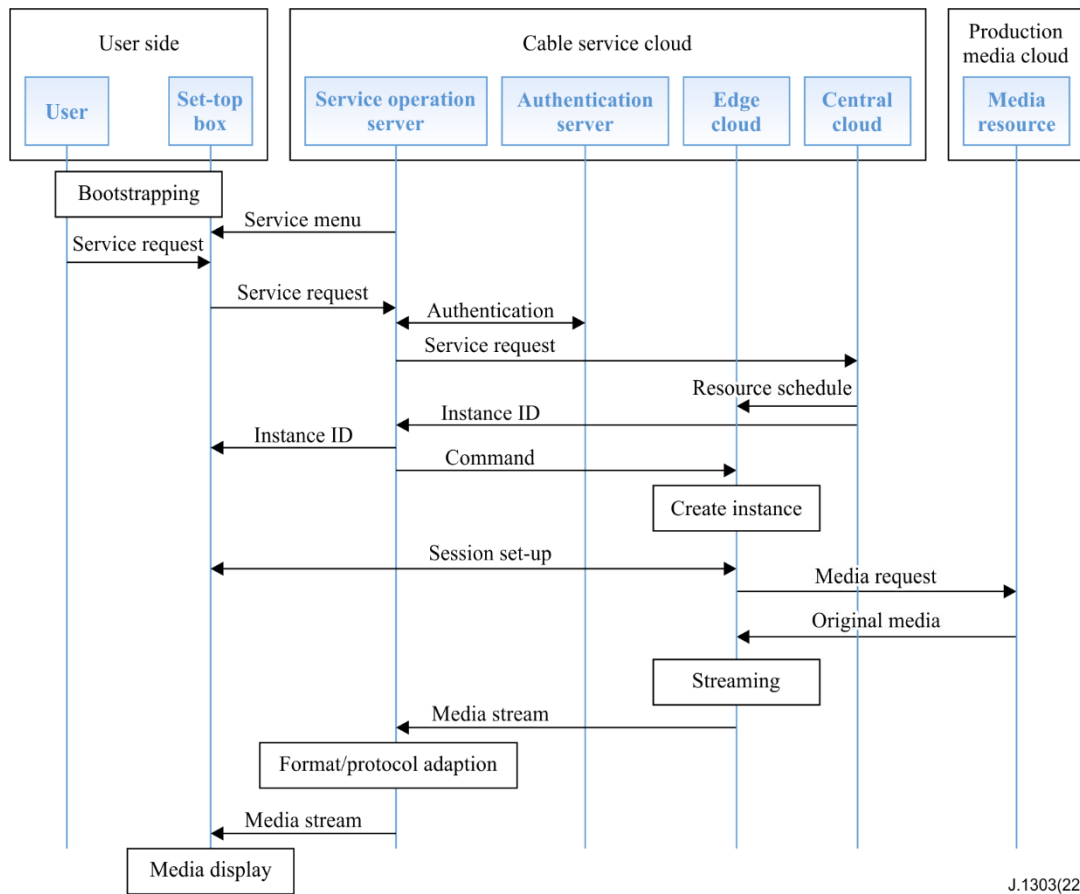 User side
Cable service cloud
Production
media cloud
User
Set-top
box
Service operation
server
Authentication
server
Edge
cloud
Central
cloud
Media
resource
Bootstrapping
Service menu
Service request
Service request
Authentication
Service request
Resource schedule
Instance ID
Instance ID
Command
Create instance
Session set-up
Media request
Original media
Streaming
Media stream
Format/protocol adaption
Media stream
Media display
J.1303(22